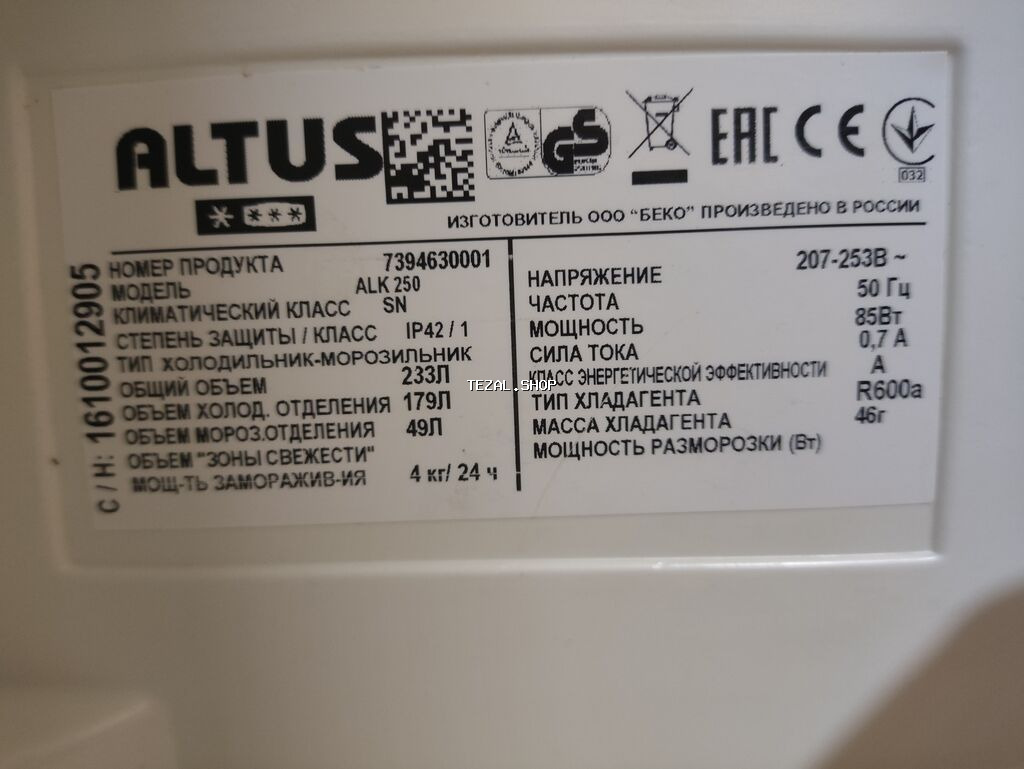 ALTUS
GS
EAC CE
032
ИЗГОТОВИТЕЛЬ ООО "БЕКО" ПРОИЗВЕДЕНО В РОССИИ
С / Н: 1610012905
НОМЕР ПРОДУКТА 7394630001
МОДЕЛЬ ALK 250
КЛИМАТИЧЕСКИЙ КЛАСС SN
СТЕПЕНЬ ЗАЩИТЫ / КЛАСС IP42 / 1
ТИП ХОЛОДИЛЬНИК-МОРОЗИЛЬНИК
ОБЩИЙ ОБЪЕМ 233Л
ОБЪЕМ ХОЛОД. ОТДЕЛЕНИЯ 179Л
ОБЪЕМ МОРОЗ.ОТДЕЛЕНИЯ 49Л
ОБЪЕМ "ЗОНЫ СВЕЖЕСТИ"
МОЩ-ТЬ ЗАМОРАЖИВ-ИЯ 4 кг/ 24 ч
НАПРЯЖЕНИЕ 207-253В ~
ЧАСТОТА 50 Гц
МОЩНОСТЬ 85Вт
СИЛА ТОКА 0,7 А
КЛАСС ЭНЕРГЕТИЧЕСКОЙ ЭФФЕКТИВНОСТИ А
ТИП ХЛАДАГЕНТА R600a
МАССА ХЛАДАГЕНТА 46г
МОЩНОСТЬ РАЗМОРОЗКИ (Вт)
TEZAL.SHOP